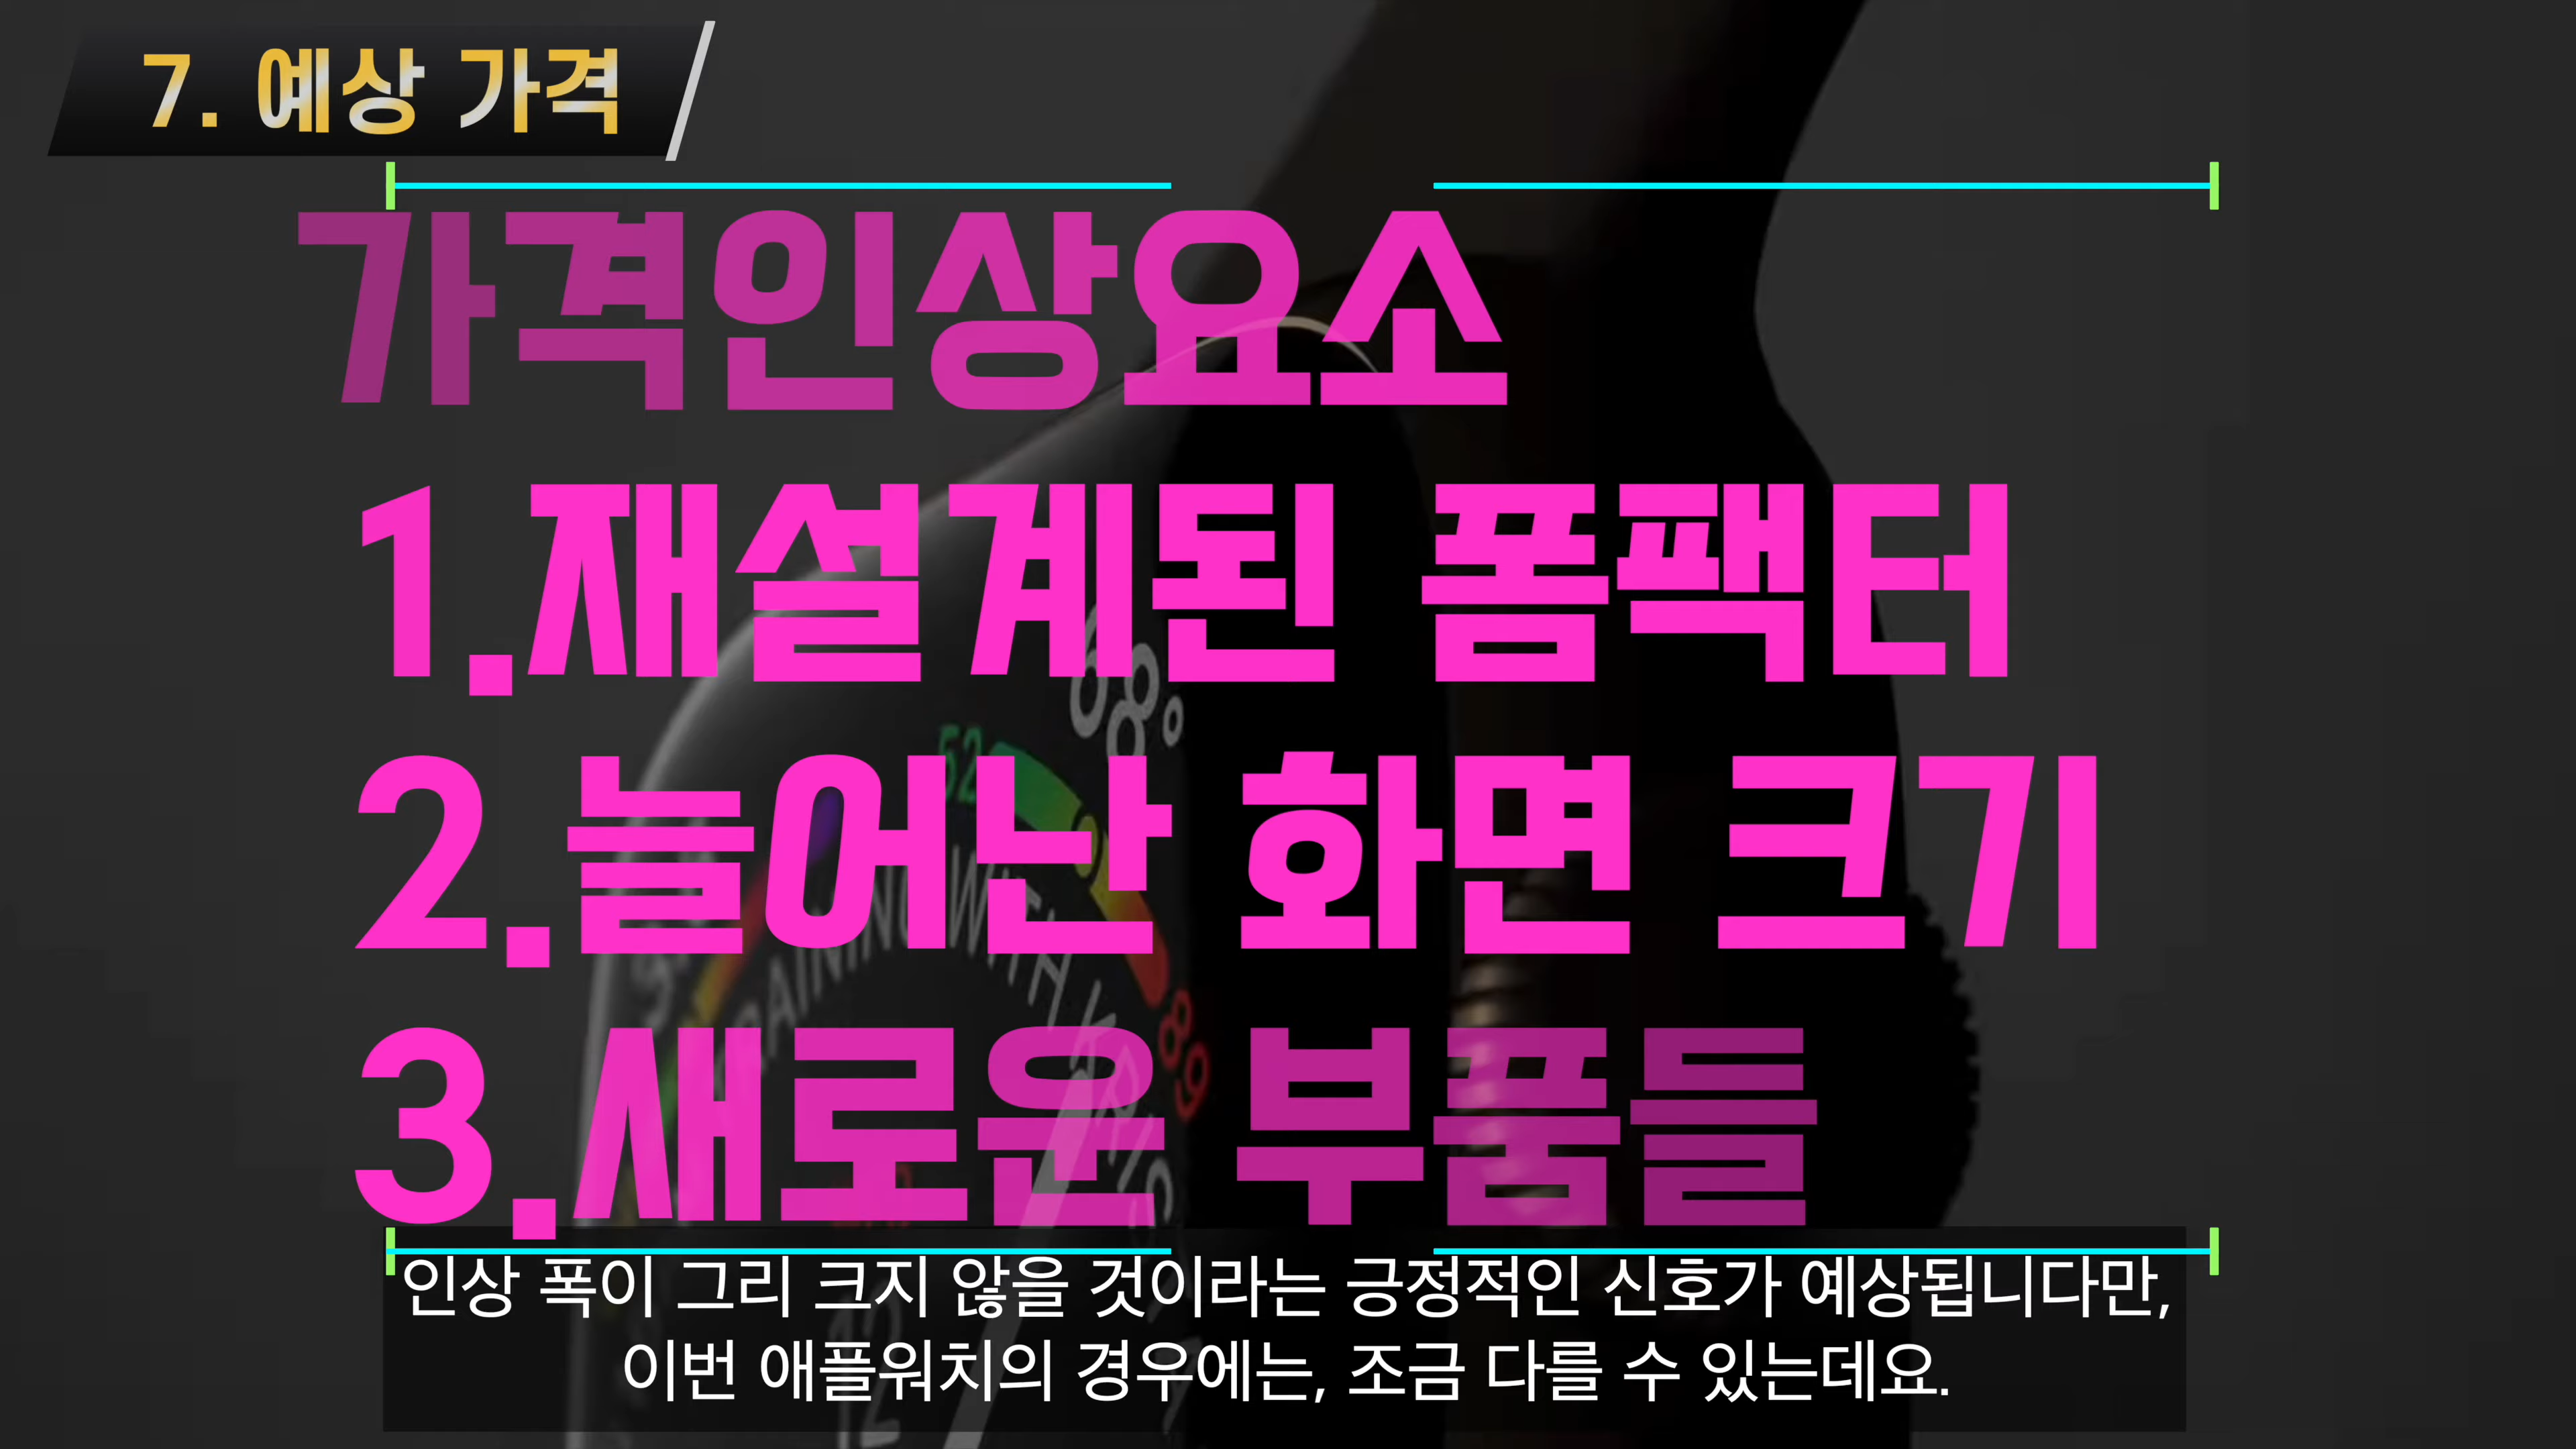 7. 예상 가격
가격인상요소
1.재설계된 폼팩터
2.늘어난 화면 크기
3.새로운 부품들
68°
52
89
인상 폭이 그리 크지 않을 것이라는 긍정적인 신호가 예상됩니다만,
이번 애플워치의 경우에는, 조금 다를 수 있는데요.